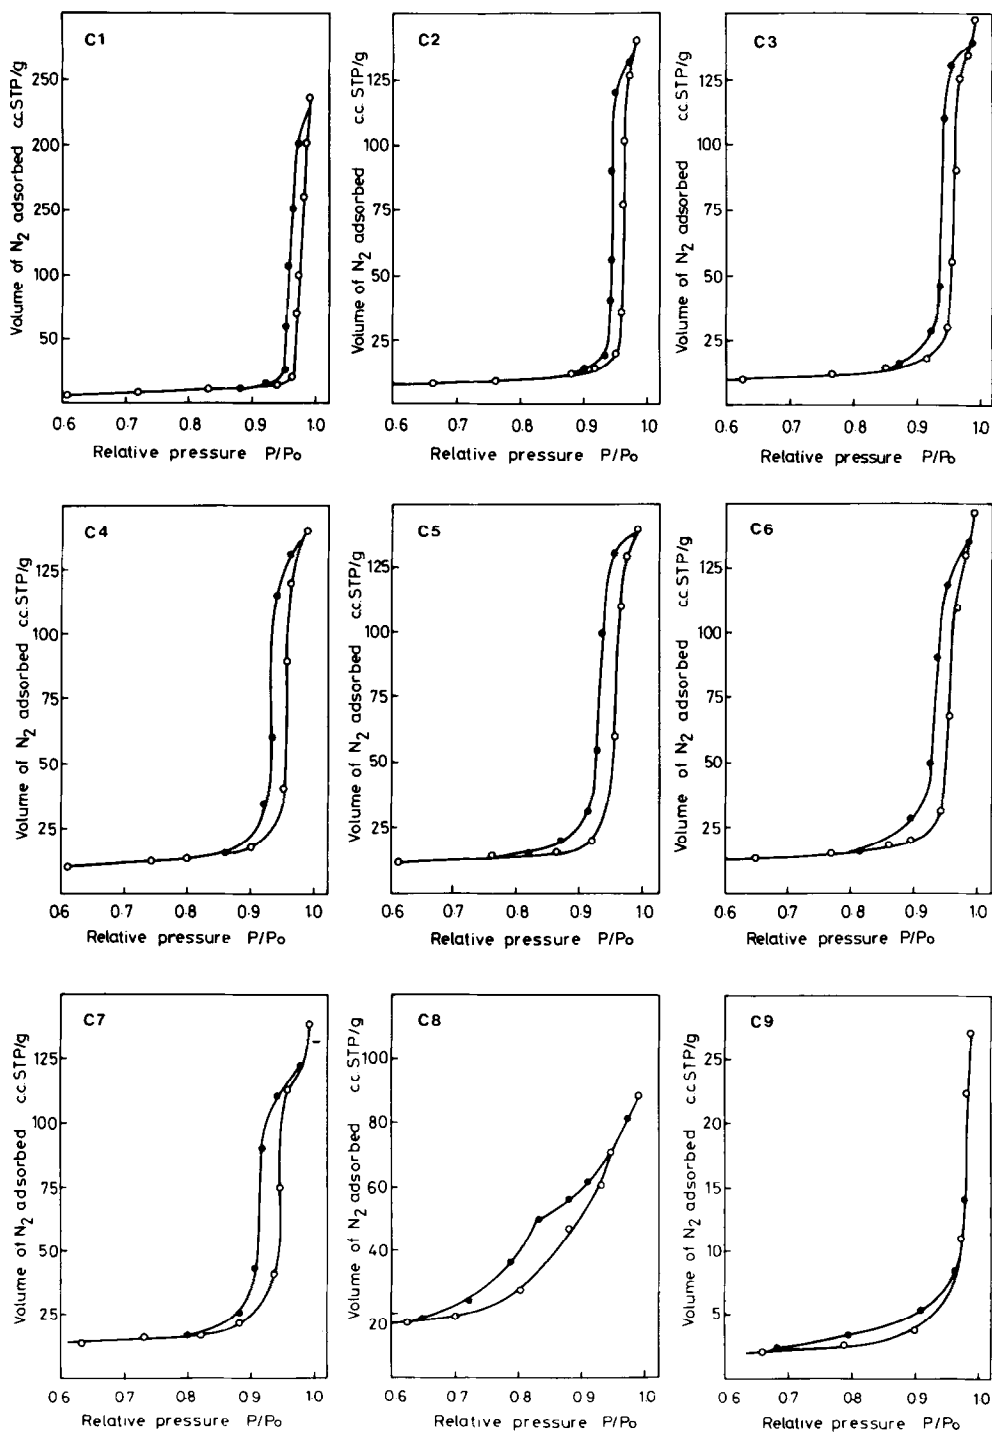 C1
Volume of N2 adsorbed cc.STP/g
250
200
250
100
50
0·6 0·7 0·8 0·9 1·0
Relative pressure P/Po
C2
Volume of N2 adsorbed c.c.STP/g
125
100
75
50
25
0·6 0·7 0·8 0·9 1·0
Relative pressure P/Po
C3
Volume of N2 adsorbed c.c.STP/g
125
100
75
50
25
0·6 0·7 0·8 0·9 1·0
Relative pressure P/Po
C4
Volume of N2 adsorbed c.c.STP/g
125
100
75
50
25
0·6 0·7 0·8 0·9 1·0
Relative pressure P/Po
C5
Volume of N2 adsorbed c.c.STP/g
125
100
75
50
25
0·6 0·7 0·8 0·9 1·0
Relative pressure P/Po
C6
Volume of N2 adsorbed c.c.STP/g
125
100
75
50
25
0·6 0·7 0·8 0·9 1·0
Relative pressure P/Po
C7
Volume of N2 adsorbed c.c.STP/g
125
100
75
50
25
0·6 0·7 0·8 0·9 1·0
Relative pressure P/Po
C8
Volume of N2 adsorbed c.c.STP/g
100
80
60
40
20
0·6 0·7 0·8 0·9 1·0
Relative pressure P/Po
C9
Volume of N2 adsorbed c.c.STP/g
25
15
10
5
0·6 0·7 0·8 0·9 1·0
Relative pressure P/Po